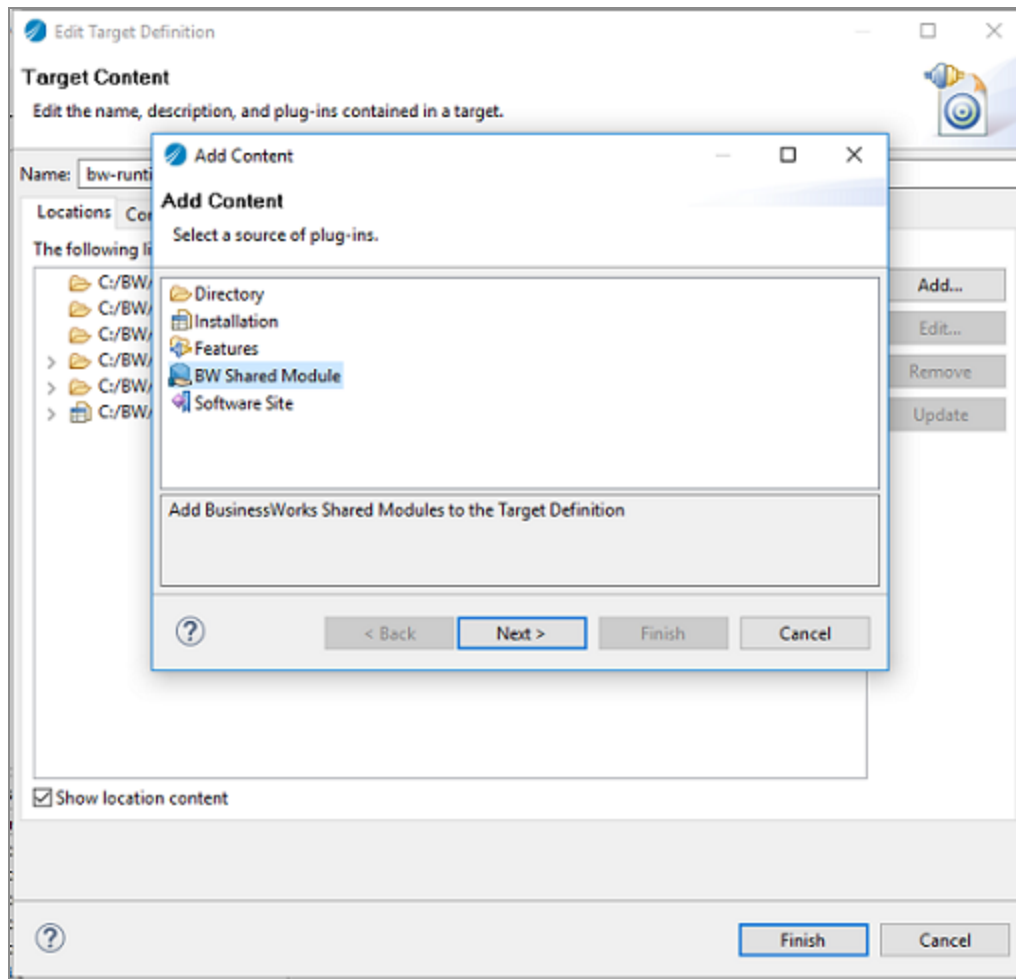 Edit Target Definition
Target Content
Edit the name, description, and plug-ins contained in a target.
Name: bw-runti
Locations Co
The following li
C:/BW/
C:/BW/
C:/BW/
C:/BW/
C:/BW/
C:/BW/
Add...
Edit...
Remove
Update
Add Content
Add Content
Select a source of plug-ins.
Directory
Installation
Features
BW Shared Module
Software Site
Add BusinessWorks Shared Modules to the Target Definition
< Back Next > Finish Cancel
Show location content
Finish Cancel